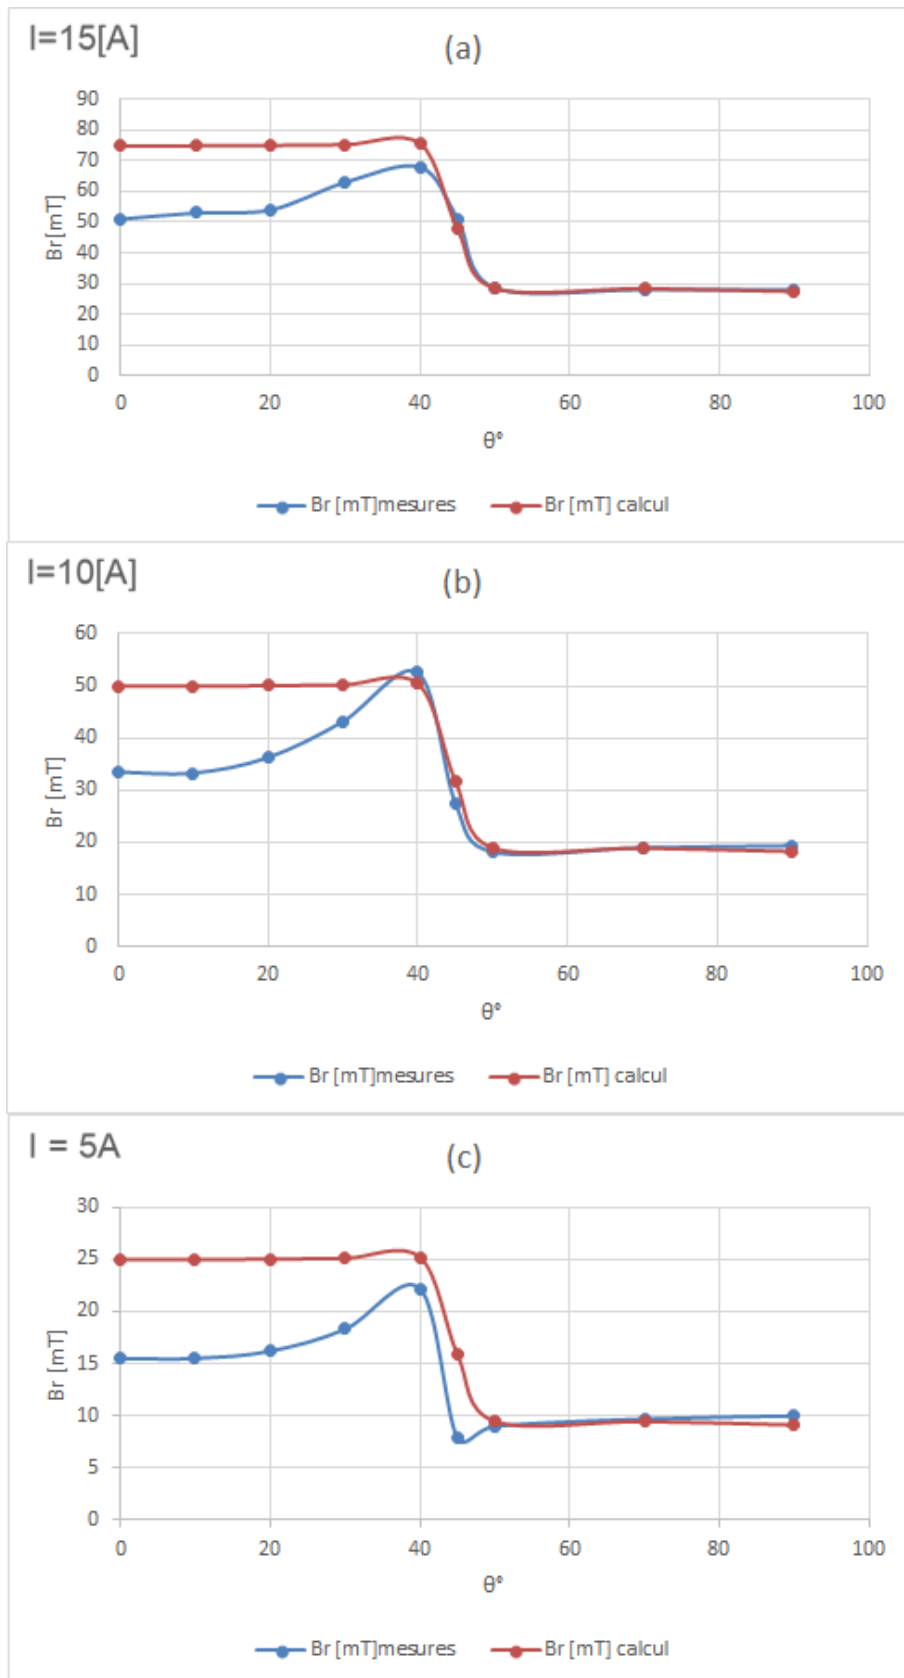 I=15[A]
(a)
90
80
70
60
50
40
30
20
10
0
Br[mT]
0 20 40 60 80 100
θ°
Br [mT]mesures Br [mT] calcul
I=10[A]
(b)
60
50
40
30
20
10
0
Br [mT]
0 20 40 60 80 100
θ°
Br [mT]mesures Br [mT] calcul
I = 5A
(c)
30
25
20
15
10
5
0
Br [mT]
0 20 40 60 80 100
θ°
Br [mT]mesures Br [mT] calcul